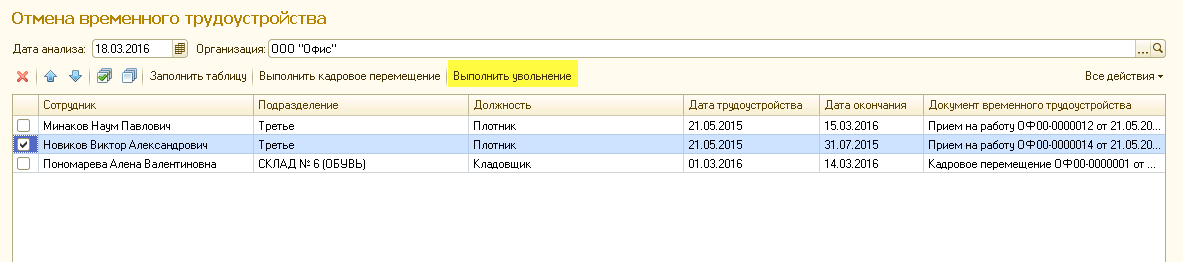 Отмена временного трудоустройства
Дата анализа: 18.03.2016 Организация: ООО "Офис" ...
Заполнить таблицу Выполнить кадровое перемещение Выполнить увольнение Все действия
Сотрудник Подразделение Должность Дата трудоустройства Дата окончания Документ временного трудоустройства
Минаков Наум Павлович Третье Плотник 21.05.2015 15.03.2016 Прием на работу ОФ00-0000012 от 21.05.20...
Новиков Виктор Александрович Третье Плотник 21.05.2015 31.07.2015 Прием на работу ОФ00-0000014 от 21.05.20...
Пономарева Алена Валентиновна СКЛАД № 6 (ОБУВЬ) Кладовщик 01.03.2016 14.03.2016 Кадровое перемещение ОФ00-0000001 от ...